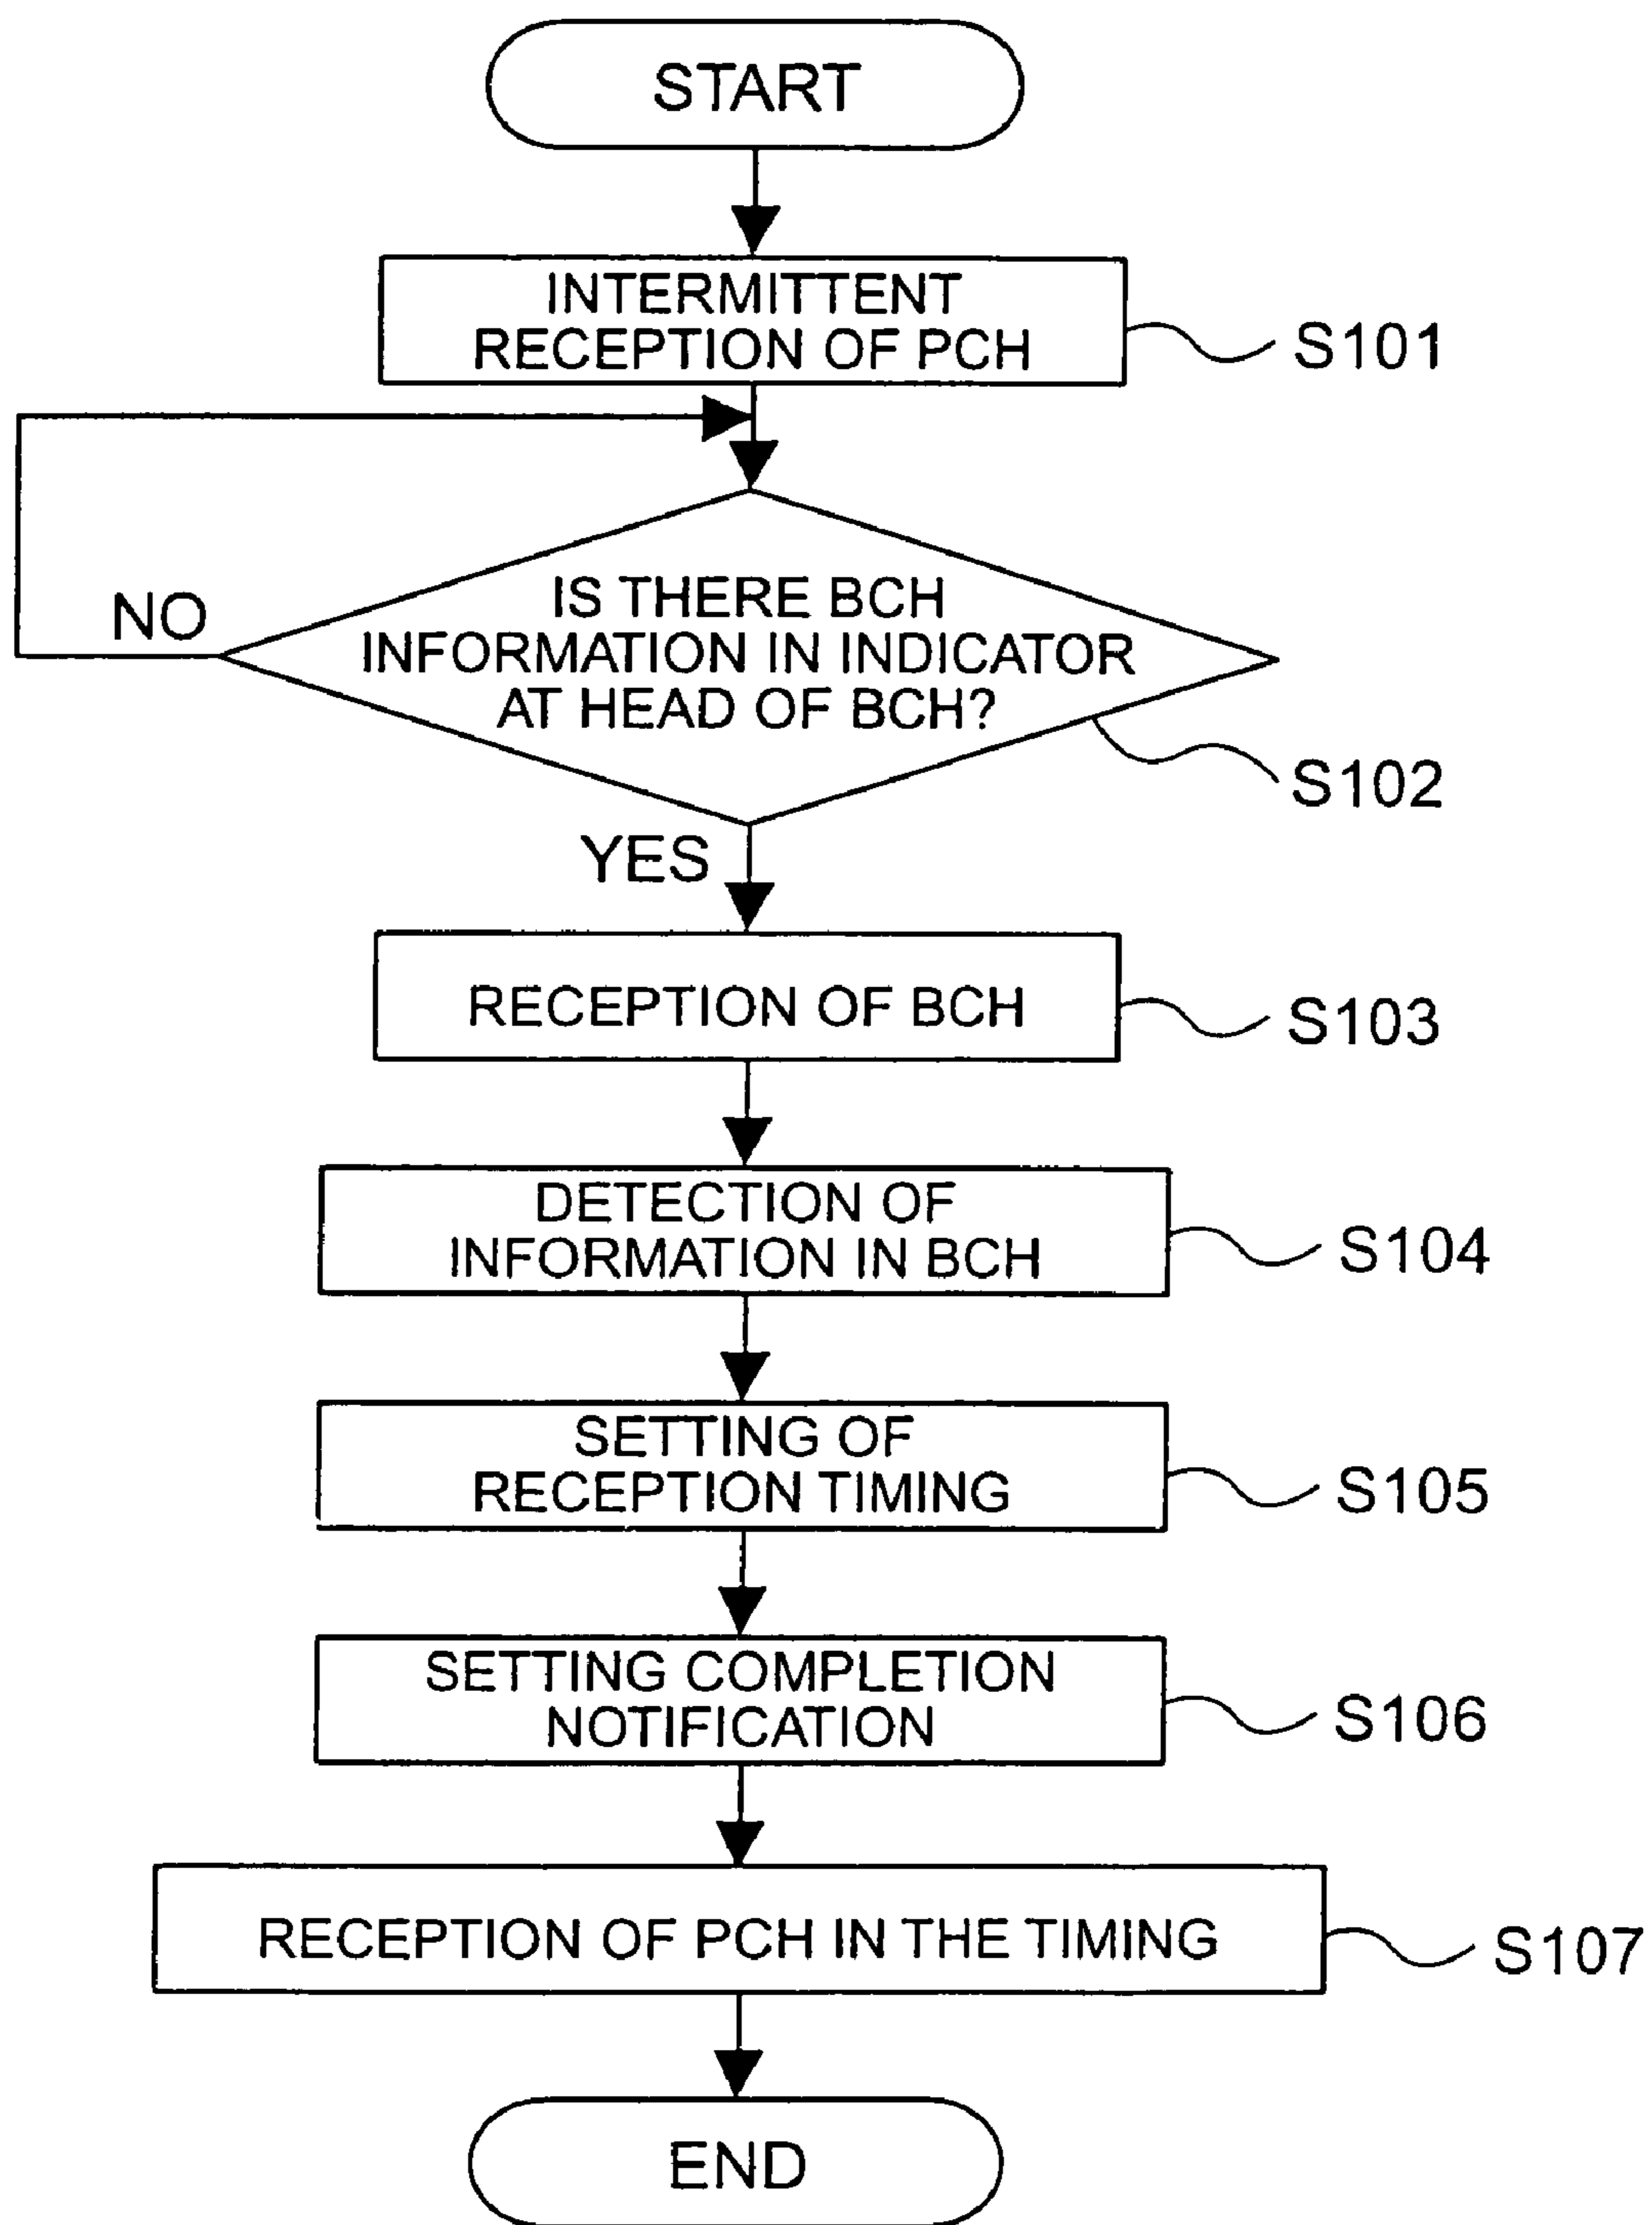 START
INTERMITTENT
RECEPTION OF PCH
S101
NO
IS THERE BCH
INFORMATION IN INDICATOR
AT HEAD OF BCH?
S102
YES
RECEPTION OF BCH
S103
DETECTION OF
INFORMATION IN BCH
S104
SETTING OF
RECEPTION TIMING
S105
SETTING COMPLETION
NOTIFICATION
S106
RECEPTION OF PCH IN THE TIMING
S107
END